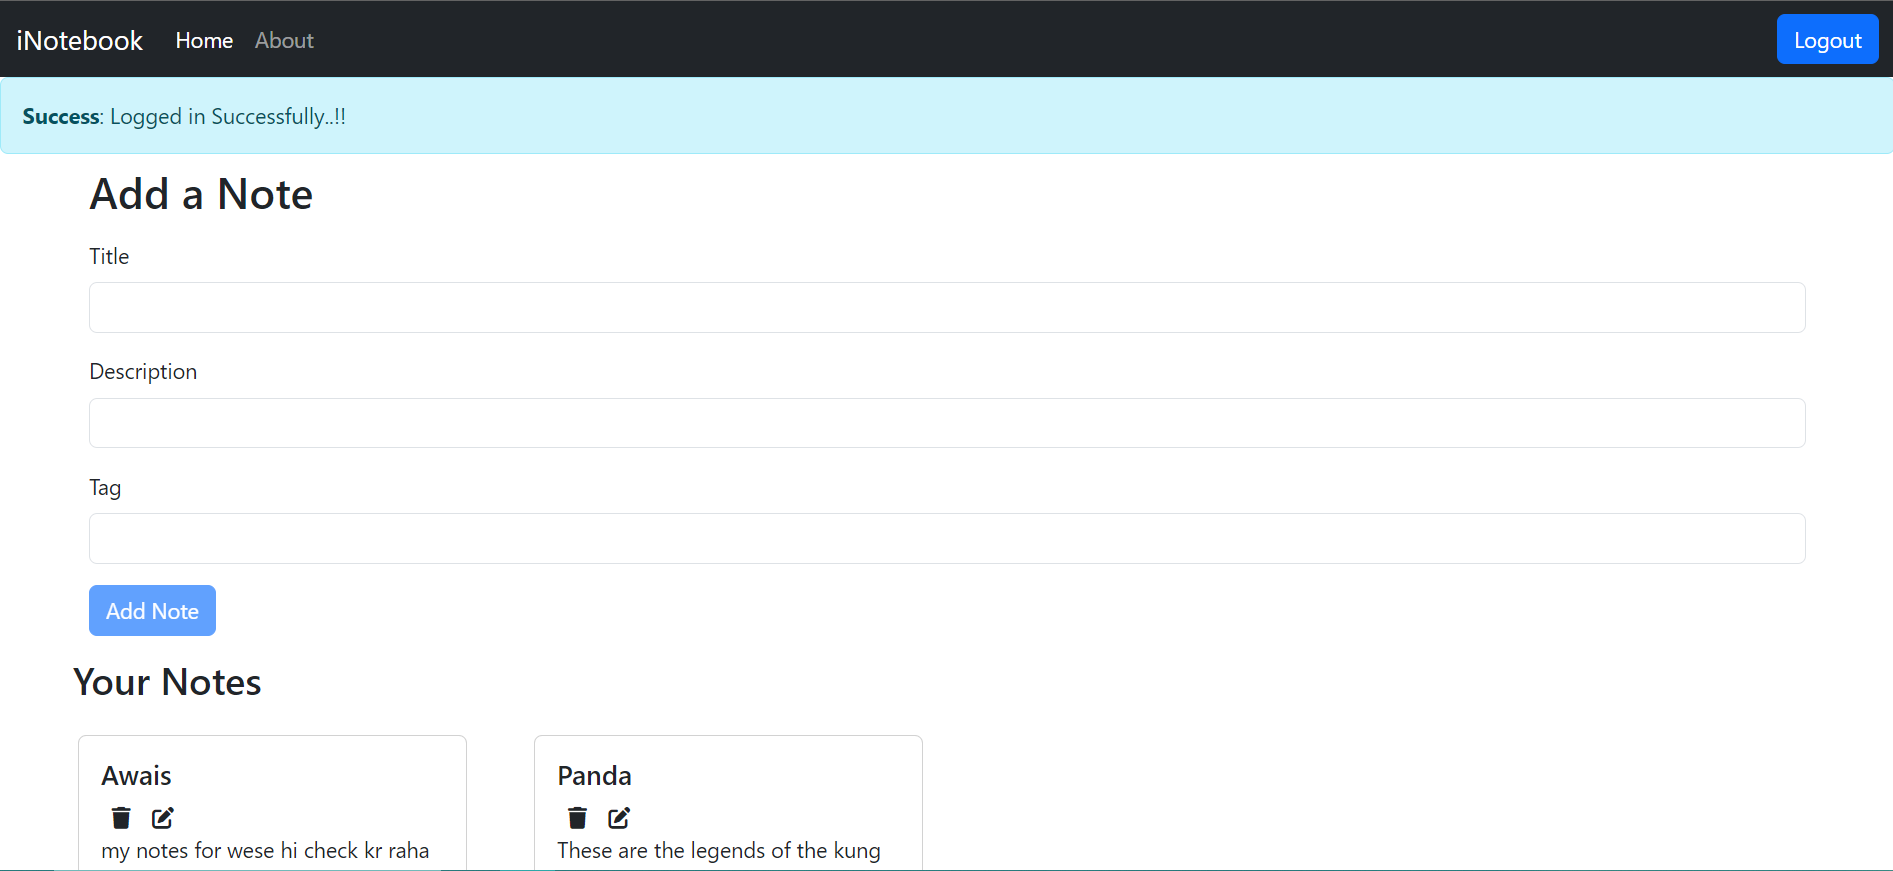 iNotebook Home About Logout
Success: Logged in Successfully..!!
Add a Note
Title
Description
Tag
Add Note
Your Notes
Awais
my notes for wese hi check kr raha
Panda
These are the legends of the kung